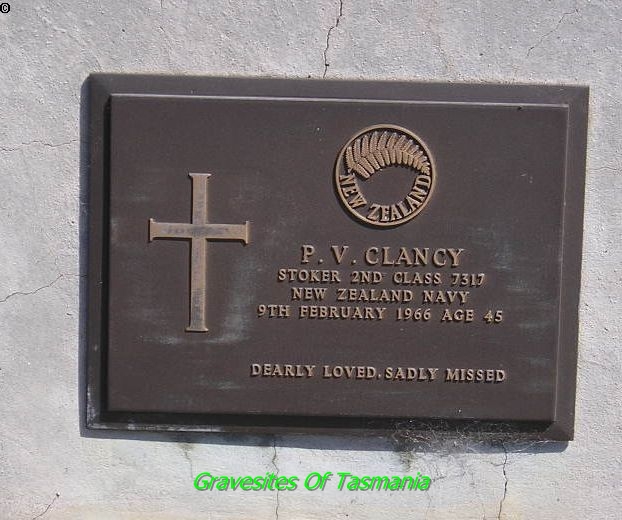 ©
NEW ZEALAND
P. V. CLANCY
STOKER 2ND CLASS 7317
NEW ZEALAND NAVY
9TH FEBRUARY 1966 AGE 45
DEARLY LOVED, SADLY MISSED
Gravesites Of Tasmania